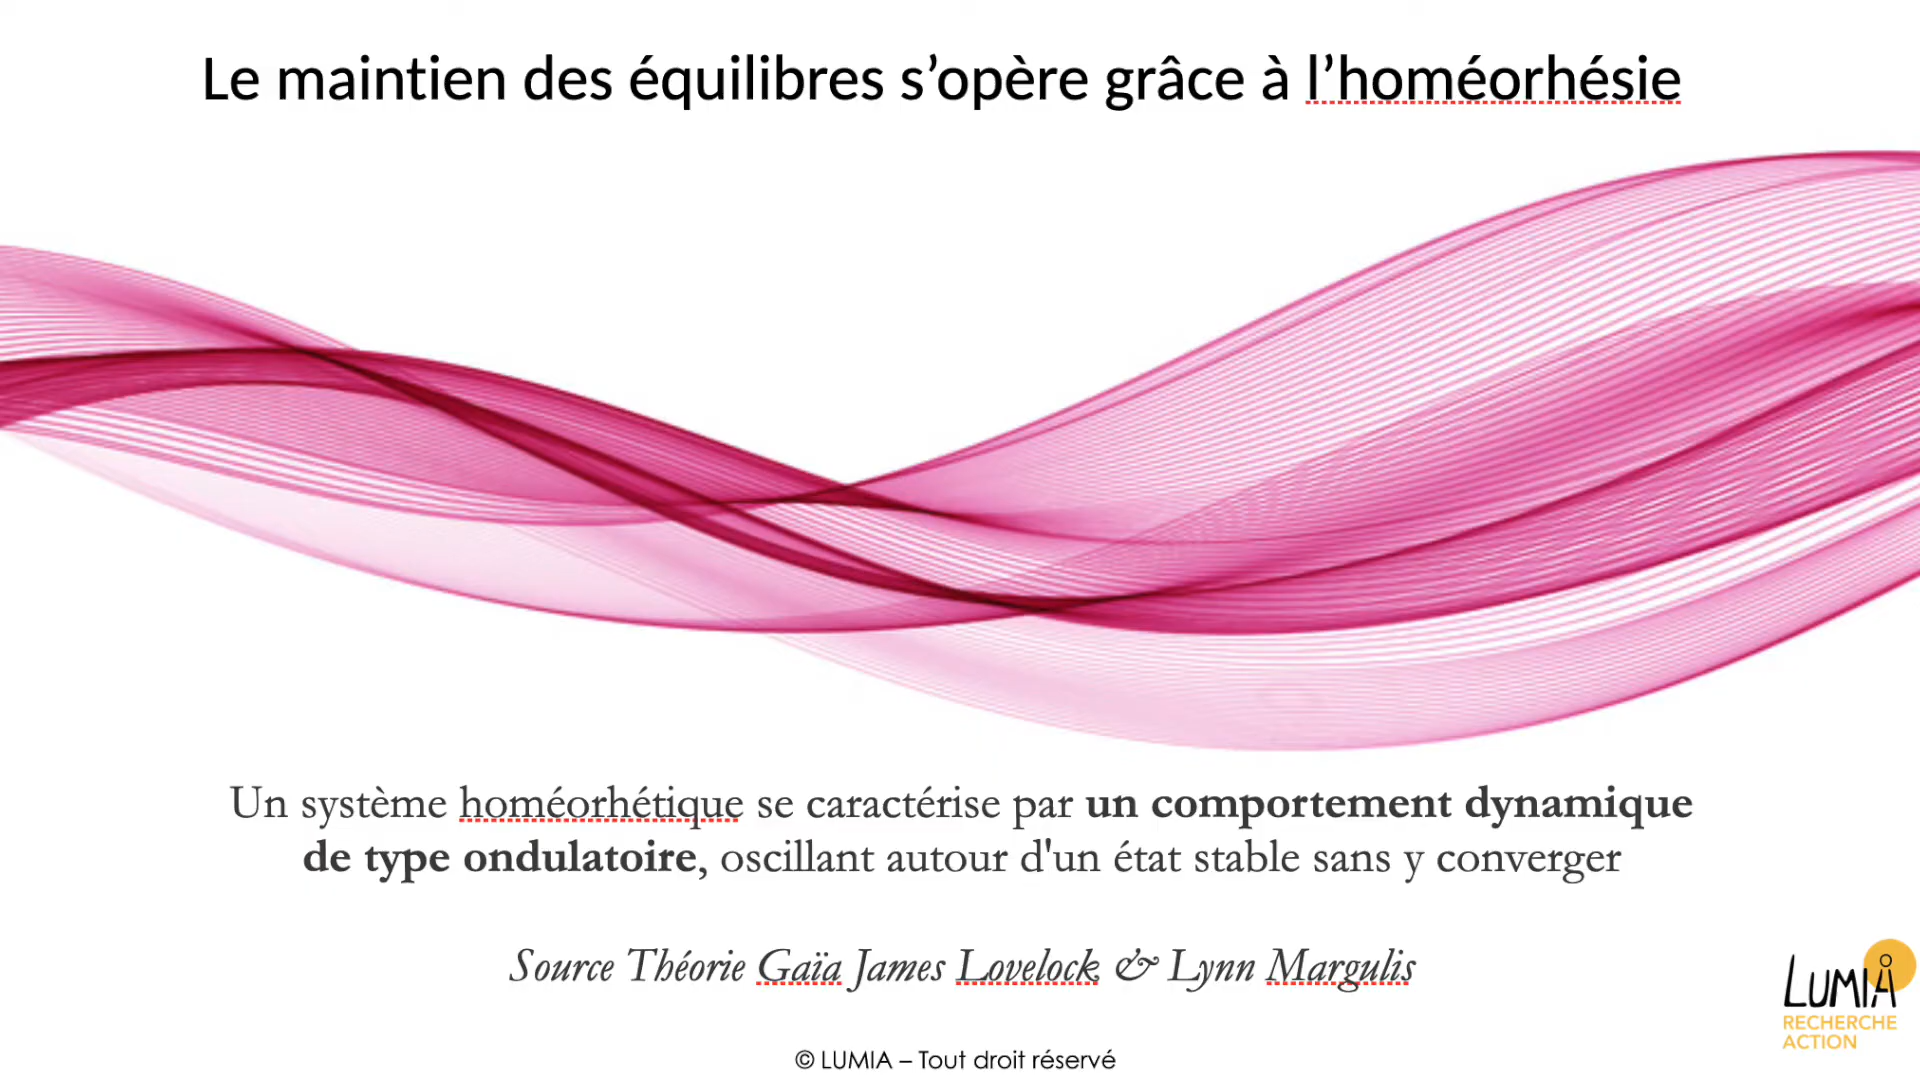 Le maintien des équilibres s’opère grâce à l’homéorhésie
Un système homéorhétique se caractérise par un comportement dynamique
de type ondulatoire, oscillant autour d'un état stable sans y converger
Source Théorie Gaïa James Lovelock & Lynn Margulis
LUMIA
RECHERCHE
ACTION
© LUMIA – Tout droit réservé